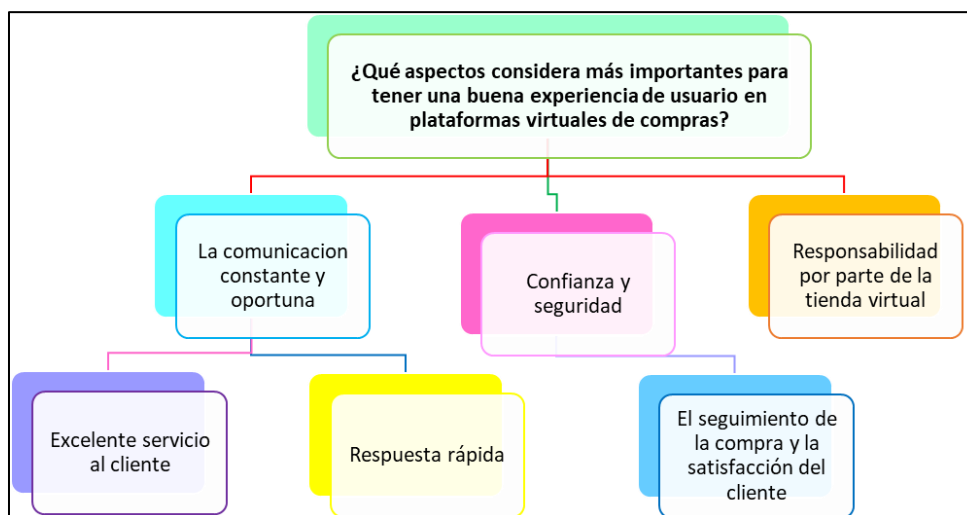 ¿Qué aspectos considera más importantes para
tener una buena experiencia de usuario en
plataformas virtuales de compras?
La comunicacion
constante y
oportuna
Confianza y
seguridad
Responsabilidad
por parte de la
tienda virtual
Excelente servicio
al cliente
Respuesta rápida
El seguimiento de
la compra y la
satisfacción del
cliente